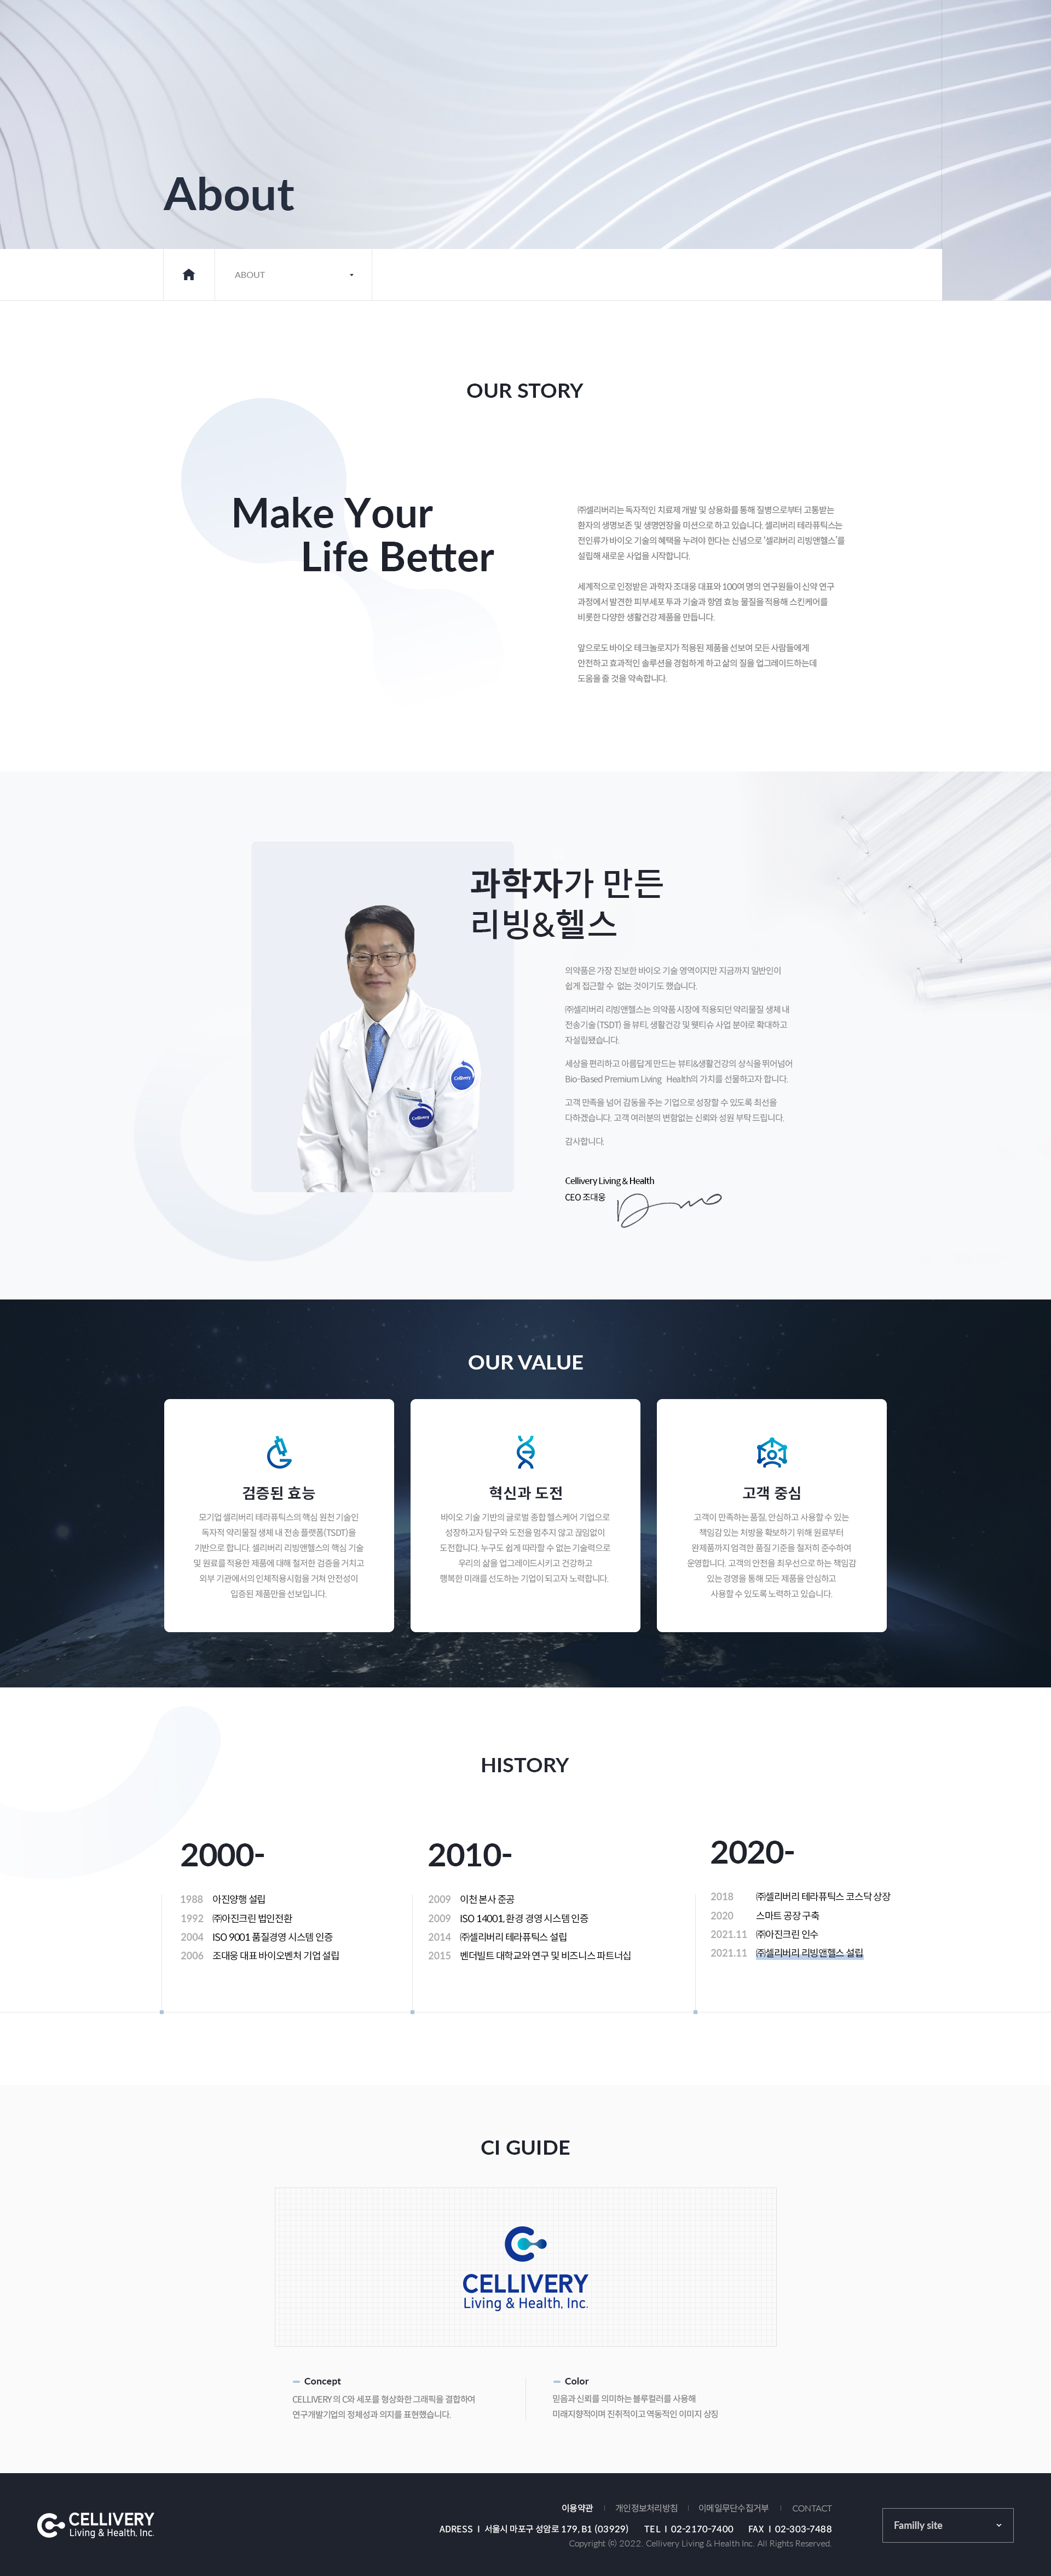 About
ABOUT
OUR STORY
Make Your
Life Better
㈜셀리버리는 독자적인 치료제 개발 및 상용화를 통해 질병으로부터 고통받는
환자의 생명보존 및 생명연장을 미션으로 하고 있습니다. 셀리버리 테라퓨틱스는
전인류가 바이오 기술의 혜택을 누려야 한다는 신념으로 '셀리버리 리빙앤헬스'를
설립해 새로운 사업을 시작합니다.
세계적으로 인정받은 과학자 조대웅 대표와 100여 명의 연구원들이 신약 연구
과정에서 발견한 피부세포 투과 기술과 항염 효능 물질을 적용해 스킨케어를
비롯한 다양한 생활건강 제품을 만듭니다.
앞으로도 바이오 테크놀로지가 적용된 제품을 선보여 모든 사람들에게
안전하고 효과적인 솔루션을 경험하게 하고 삶의 질을 업그레이드하는데
도움을 줄 것을 약속합니다.
과학자가 만든
리빙&헬스
의약품은 가장 진보한 바이오 기술 영역이지만 지금까지 일반인이
쉽게 접근할 수 없는 것이기도 했습니다.
㈜셀리버리 리빙앤헬스는 의약품 시장에 적용되던 약리물질 생체 내
전송기술 (TSDT) 을 뷰티, 생활건강 및 펫티슈 사업 분야로 확대하고
자 설립됐습니다.
세상을 편리하고 아름답게 만드는 뷰티&생활건강의 상식을 뛰어넘어
Bio-Based Premium Living Health의 가치를 선물하고자 합니다.
고객 만족을 넘어 감동을 주는 기업으로 성장할 수 있도록 최선을
다하겠습니다. 고객 여러분의 변함없는 신뢰와 성원 부탁 드립니다.
감사합니다.
Cellivery Living & Health
CEO 조대웅
Cellivery
Cellivery
OUR VALUE
검증된 효능
모기업 셀리버리 테라퓨틱스의 핵심 원천 기술인
독자적 약리물질 생체 내 전송 플랫폼(TSDT)을
기반으로 합니다. 셀리버리 리빙앤헬스의 핵심 기술
및 원료를 적용한 제품에 대해 철저한 검증을 거치고
외부 기관에서의 인체적용시험을 거쳐 안전성이
입증된 제품만을 선보입니다.
혁신과 도전
바이오 기술 기반의 글로벌 종합 헬스케어 기업으로
성장하고자 탐구와 도전을 멈추지 않고 끊임없이
도전합니다. 누구도 쉽게 따라할 수 없는 기술력으로
우리의 삶을 업그레이드시키고 건강하고
행복한 미래를 선도하는 기업이 되고자 노력합니다.
고객 중심
고객이 만족하는 품질, 안심하고 사용할 수 있는
책임감 있는 처방을 확보하기 위해 원료부터
완제품까지 엄격한 품질 기준을 철저히 준수하여
운영합니다. 고객의 안전을 최우선으로 하는 책임감
있는 경영을 통해 모든 제품을 안심하고
사용할 수 있도록 노력하고 있습니다.
HISTORY
2000-
1988 아진양행 설립
1992 ㈜아진크린 법인전환
2004 ISO 9001 품질경영 시스템 인증
2006 조대웅 대표 바이오벤처 기업 설립
2010-
2009 이천 본사 준공
2009 ISO 14001, 환경 경영 시스템 인증
2014 ㈜셀리버리 테라퓨틱스 설립
2015 벤더빌트 대학교와 연구 및 비즈니스 파트너십
2020-
2018 ㈜셀리버리 테라퓨틱스 코스닥 상장
2020 스마트 공장 구축
2021.11 ㈜아진크린 인수
2021.11 ㈜셀리버리 리빙앤헬스 설립
CI GUIDE
CELLIVERY
Living & Health, Inc.
Concept
CELLIVERY 의 C와 세포를 형상화한 그래픽을 결합하여
연구개발기업의 정체성과 의지를 표현했습니다.
Color
믿음과 신뢰를 의미하는 블루컬러를 사용해
미래지향적이며 진취적이고 역동적인 이미지 상징
CELLIVERY
Living & Health, Inc.
이용약관 | 개인정보처리방침 | 이메일무단수집거부 | CONTACT
ADRESS | 서울시 마포구 성암로 179, B1 (03929) TEL | 02-2170-7400 FAX | 02-303-7488
Copyright (C) 2022. Cellivery Living & Health Inc. All Rights Reserved.
Familly site